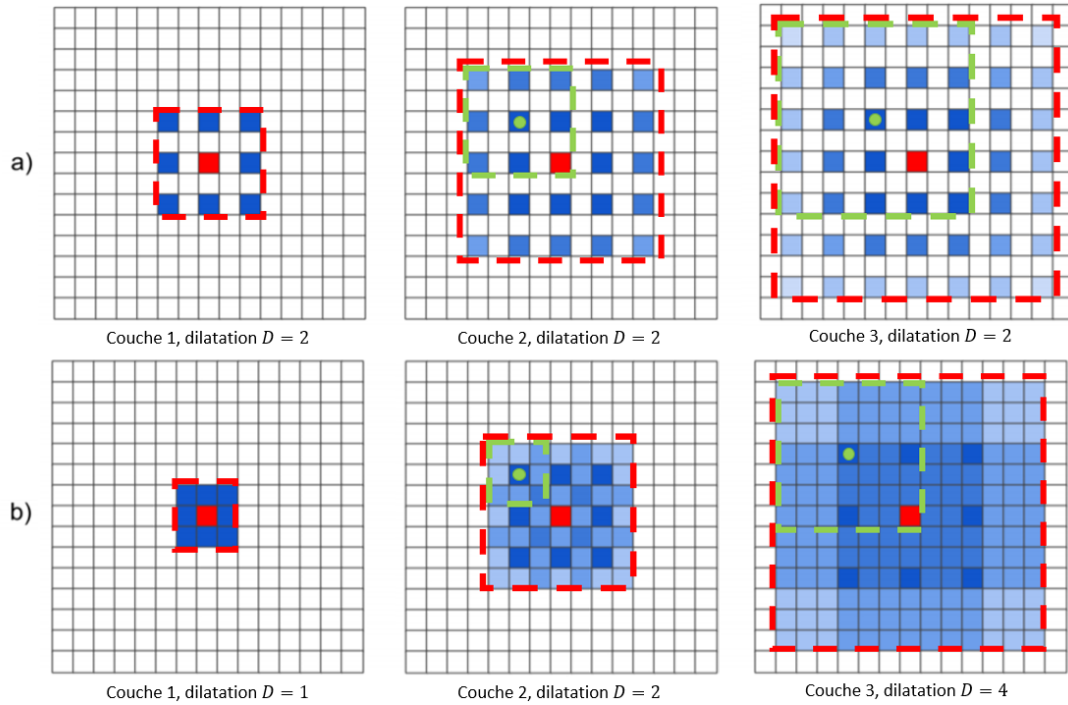 a)
Couche 1, dilatation D = 2
Couche 2, dilatation D = 2
Couche 3, dilatation D = 2
b)
Couche 1, dilatation D = 1
Couche 2, dilatation D = 2
Couche 3, dilatation D = 4